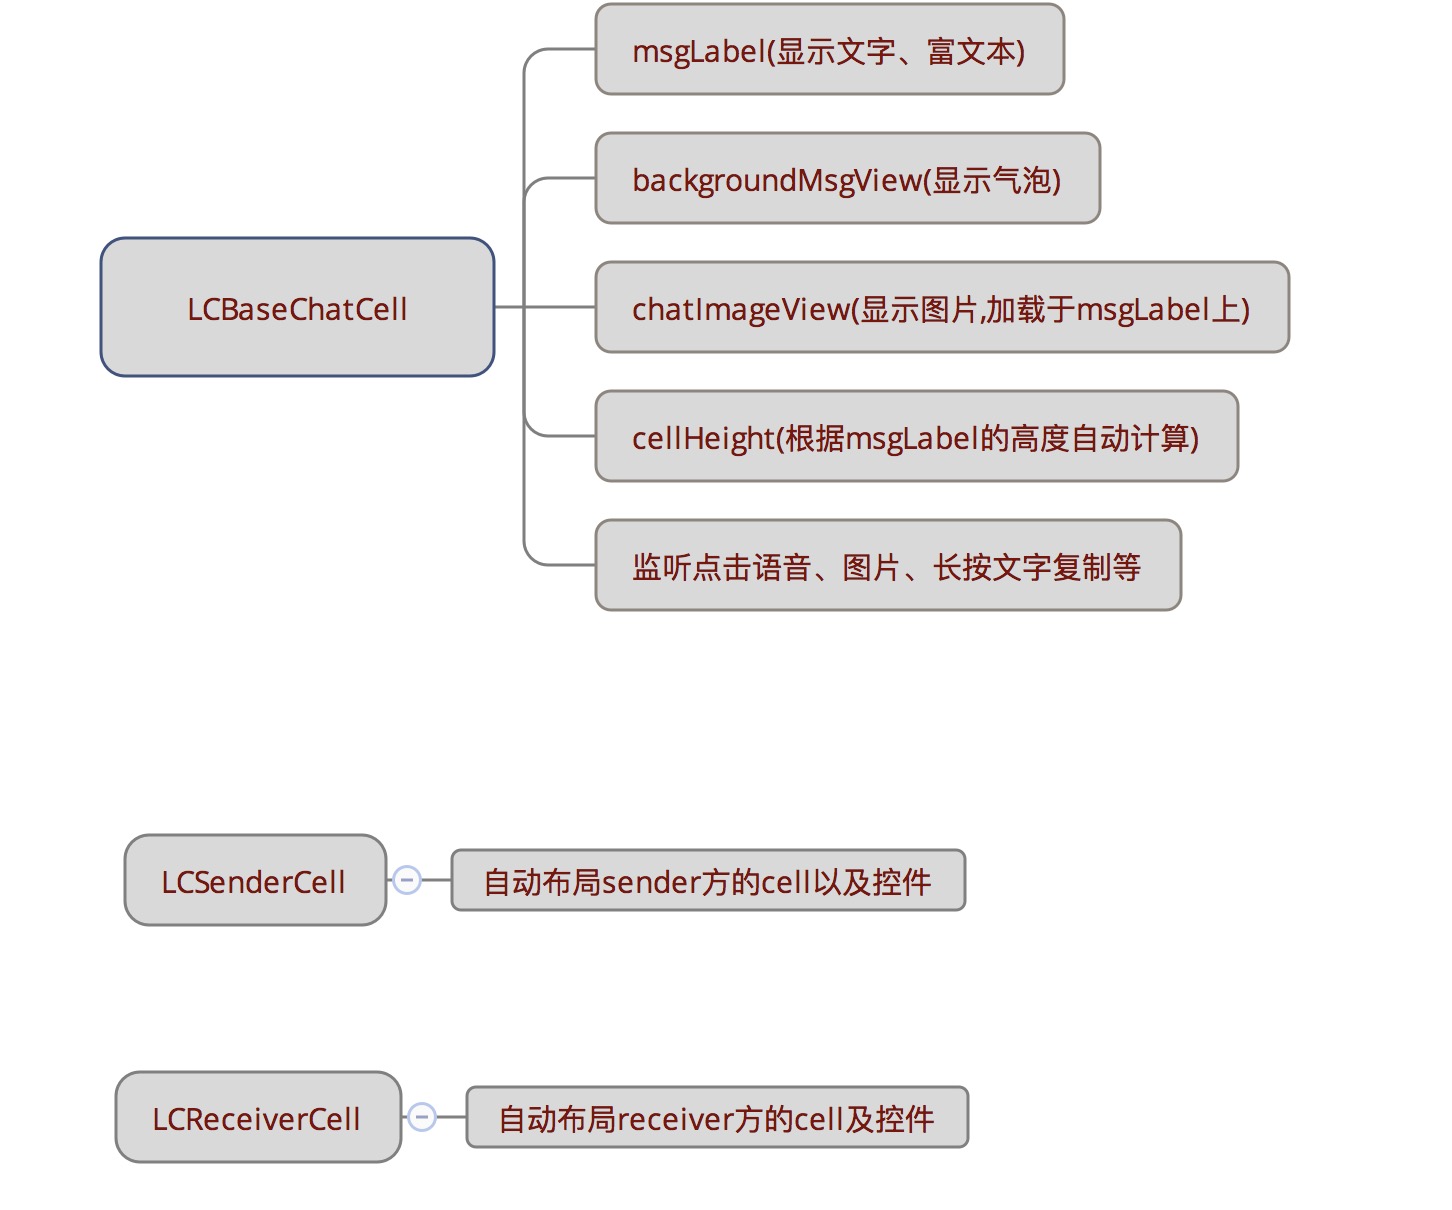 msgLabel(显示文字、富文本)
backgroundMsgView(显示气泡)
LCBaseChatCell
chatImageView(显示图片,加载于msgLabel上)
cellHeight(根据msgLabel的高度自动计算)
监听点击语音、图片、长按文字复制等
LCSenderCell
自动布局sender方的cell以及控件
LCReceiverCell
自动布局receiver方的cell及控件